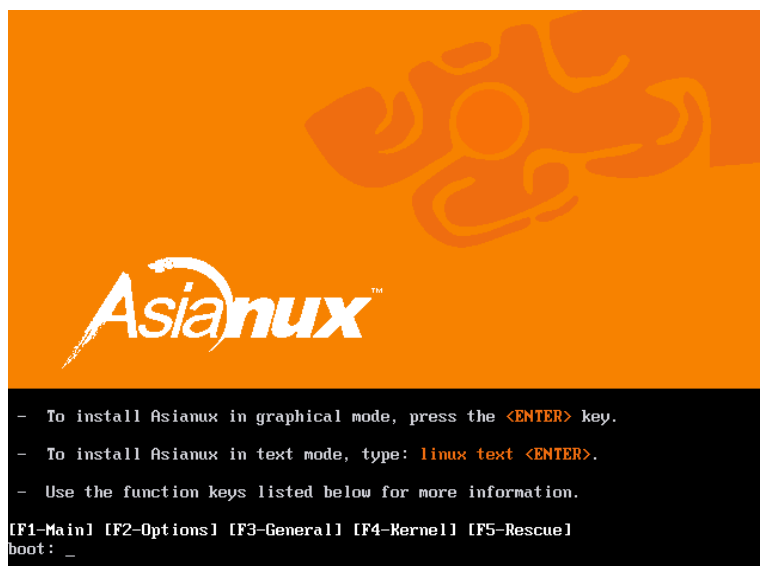 Asianux™
- To install Asianux in graphical mode, press the <ENTER> key.
- To install Asianux in text mode, type: linux text <ENTER>.
- Use the function keys listed below for more information.
[F1-Main] [F2-Options] [F3-General] [F4-Kernel] [F5-Rescue]
boot: _